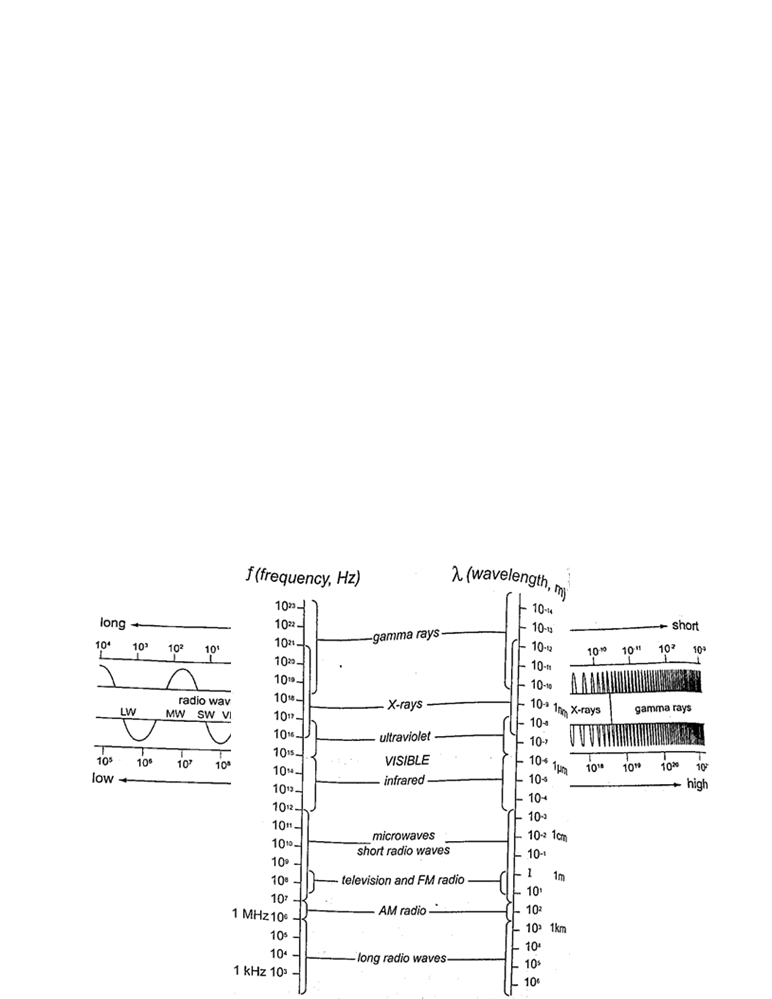 f (frequency, Hz)
λ (wavelength, m)
long
short
10⁴ 10³ 10² 10¹
radio wav
LW MW SW
10⁵ 10⁶ 10⁷ 10⁸
low
10²³
10²²
10²¹
10²⁰
10¹⁹
10¹⁸
10¹⁷
10¹⁶
10¹⁵
10¹⁴
10¹³
10¹²
10¹¹
10¹⁰
10⁹
10⁸
10⁷
1 MHz 10⁶
10⁵
10⁴
1 kHz 10³
gamma rays
X-rays
ultraviolet
VISIBLE
infrared
microwaves
short radio waves
television and FM radio
AM radio
long radio waves
10⁻¹⁴
10⁻¹³
10⁻¹²
10⁻¹¹
10⁻¹⁰
10⁻⁹ 1nm
10⁻⁸
10⁻⁷
10⁻⁶ 1μm
10⁻⁵
10⁻⁴
10⁻³
10⁻² 1cm
10⁻¹
1 1m
10¹
10²
10³ 1km
10⁴
10⁵
10⁶
10⁻¹⁰ 10⁻¹¹
X-rays gamma rays
10¹⁸ 10¹⁹ 10²⁰
high